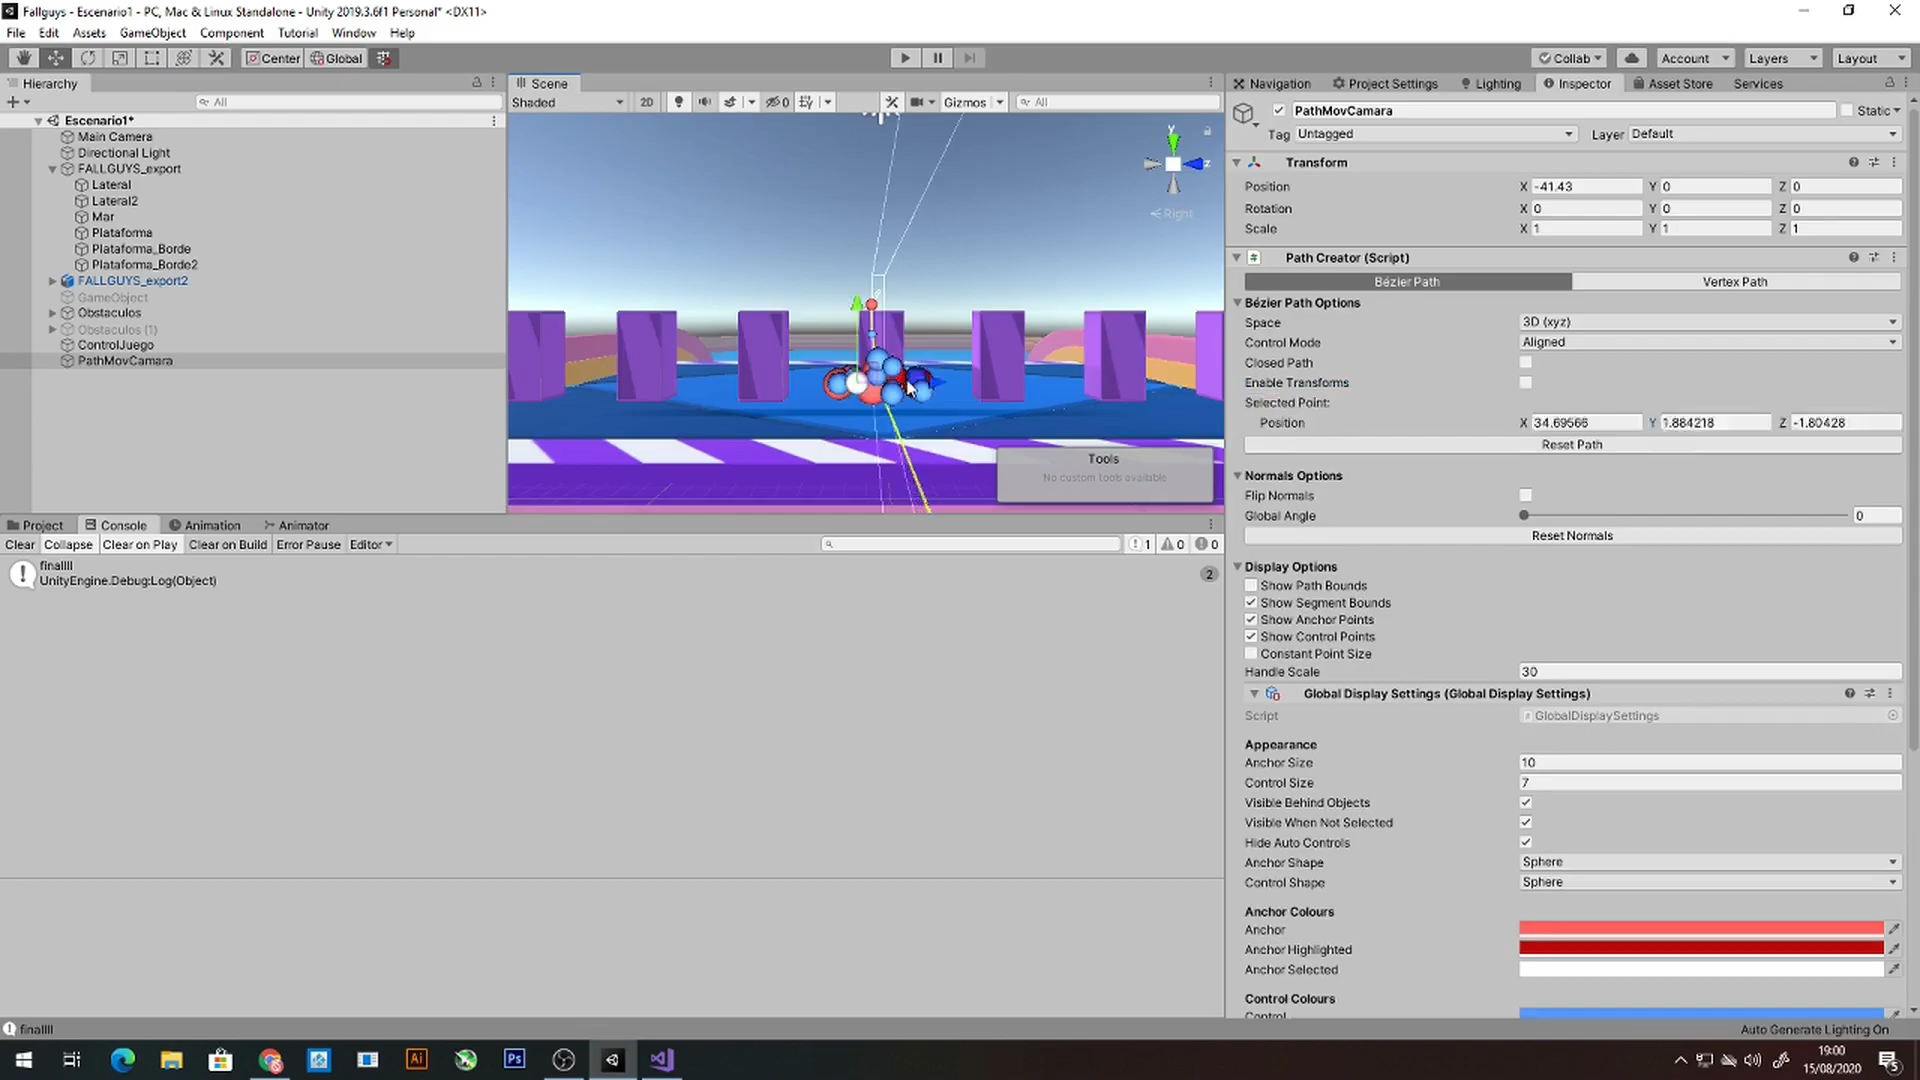 Fallguys - Escenario1 - PC, Mac & Linux Standalone - Unity 2019.3.6f1 Personal* <DX11>
File Edit Assets GameObject Component Tutorial Window Help
Center Global
Collab Account Layers Layout
Hierarchy
All
Escenario1*
Main Camera
Directional Light
FALLGUYS_export
Lateral
Lateral2
Mar
Plataforma
Plataforma_Borde
Plataforma_Borde2
FALLGUYS_export2
GameObject
Obstaculos
Obstaculos (1)
ControlJuego
PathMovCamara
Scene
Shaded 2D 0 Gizmos All
y
z
Right
Tools
No custom tools available
Project Console Animation Animator
Clear Collapse Clear on Play Clear on Build Error Pause Editor 1 0 0
finallll
UnityEngine.Debug:Log(Object)
2
Navigation Project Settings Lighting Inspector Asset Store Services
PathMovCamara Static
Tag Untagged Layer Default
Transform
Position X -41.43 Y 0 Z 0
Rotation X 0 Y 0 Z 0
Scale X 1 Y 1 Z 1
Path Creator (Script)
Bézier Path Vertex Path
Bézier Path Options
Space 3D (xyz)
Control Mode Aligned
Closed Path
Enable Transforms
Selected Point:
Position X 34.69566 Y 1.884218 Z -1.80428
Reset Path
Normals Options
Flip Normals
Global Angle 0
Reset Normals
Display Options
Show Path Bounds
Show Segment Bounds
Show Anchor Points
Show Control Points
Constant Point Size
Handle Scale 30
Global Display Settings (Global Display Settings)
Script GlobalDisplaySettings
Appearance
Anchor Size 10
Control Size 7
Visible Behind Objects
Visible When Not Selected
Hide Auto Controls
Anchor Shape Sphere
Control Shape Sphere
Anchor Colours
Anchor
Anchor Highlighted
Anchor Selected
Control Colours
Control
finallll
Auto Generate Lighting On
Ai Ps
19:00
15/08/2020
5